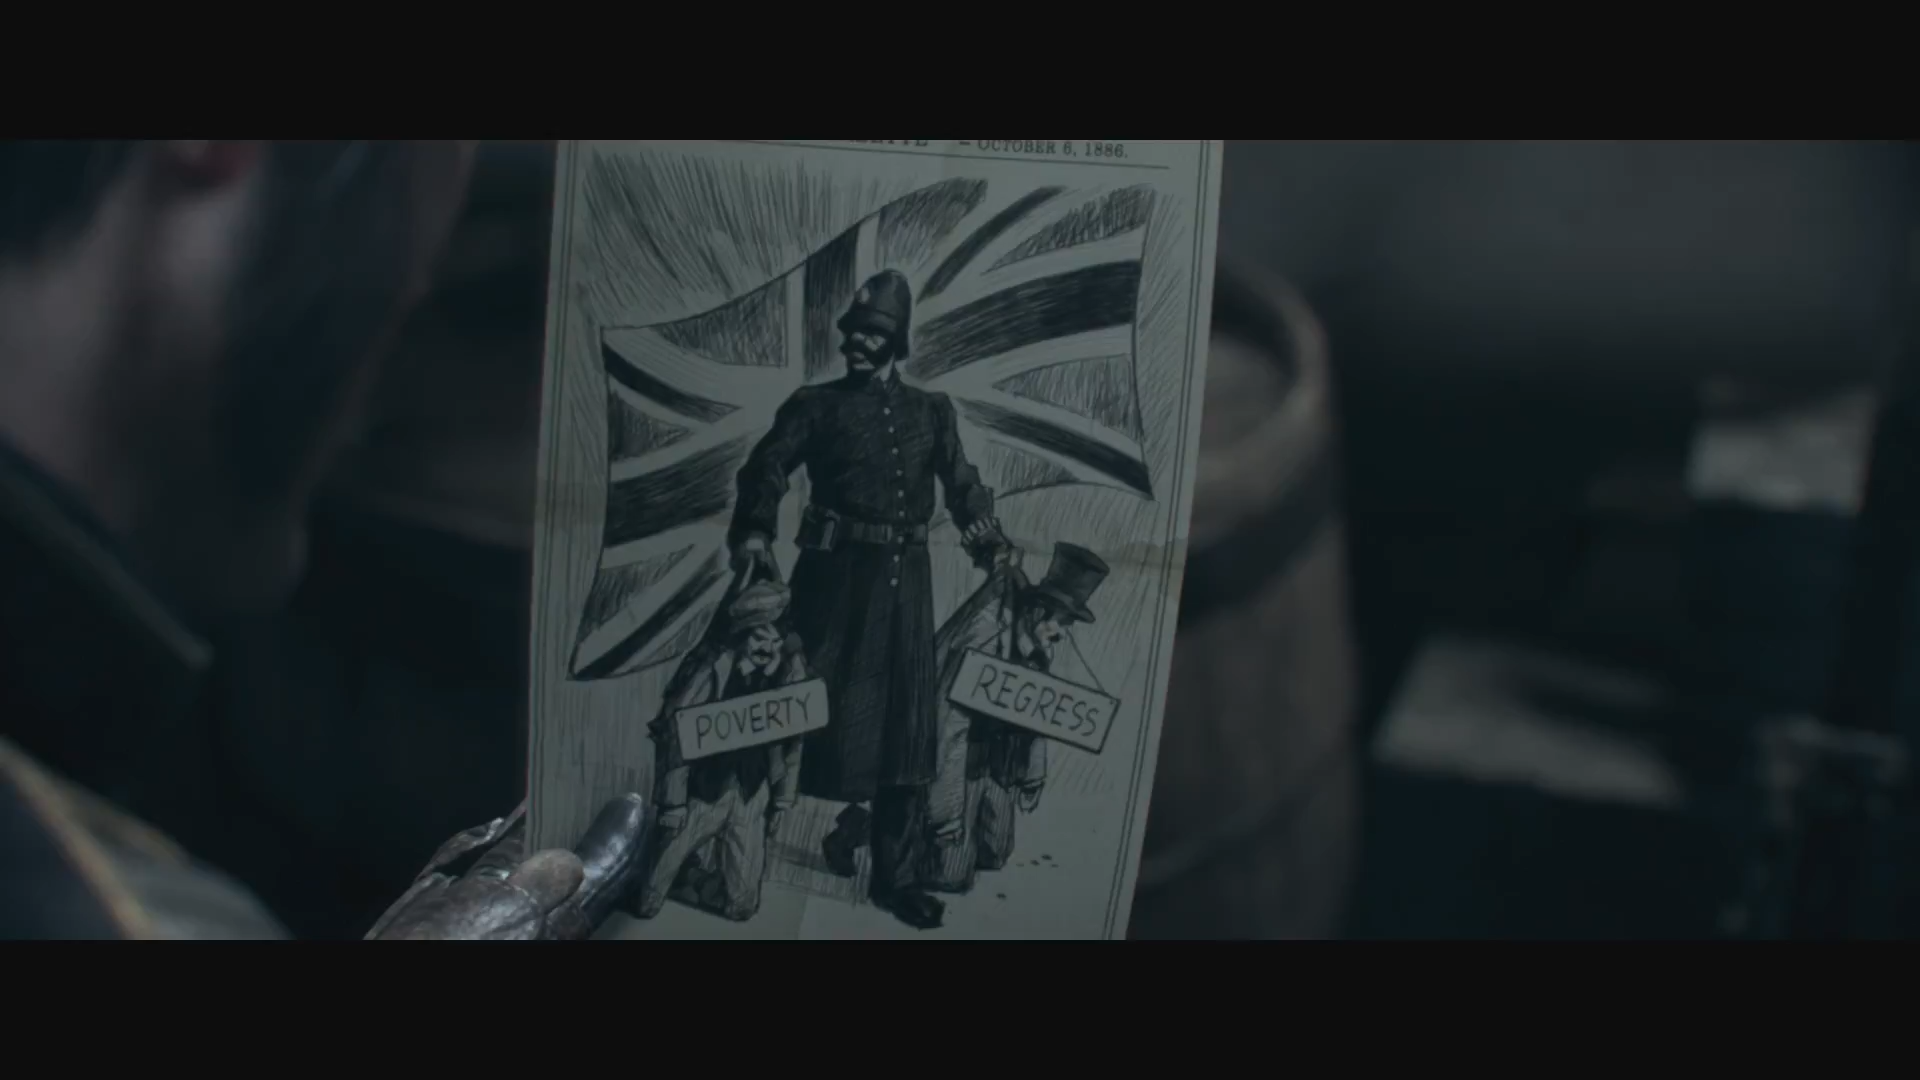 — OCTOBER 6, 1886.
POVERTY
REGRESS